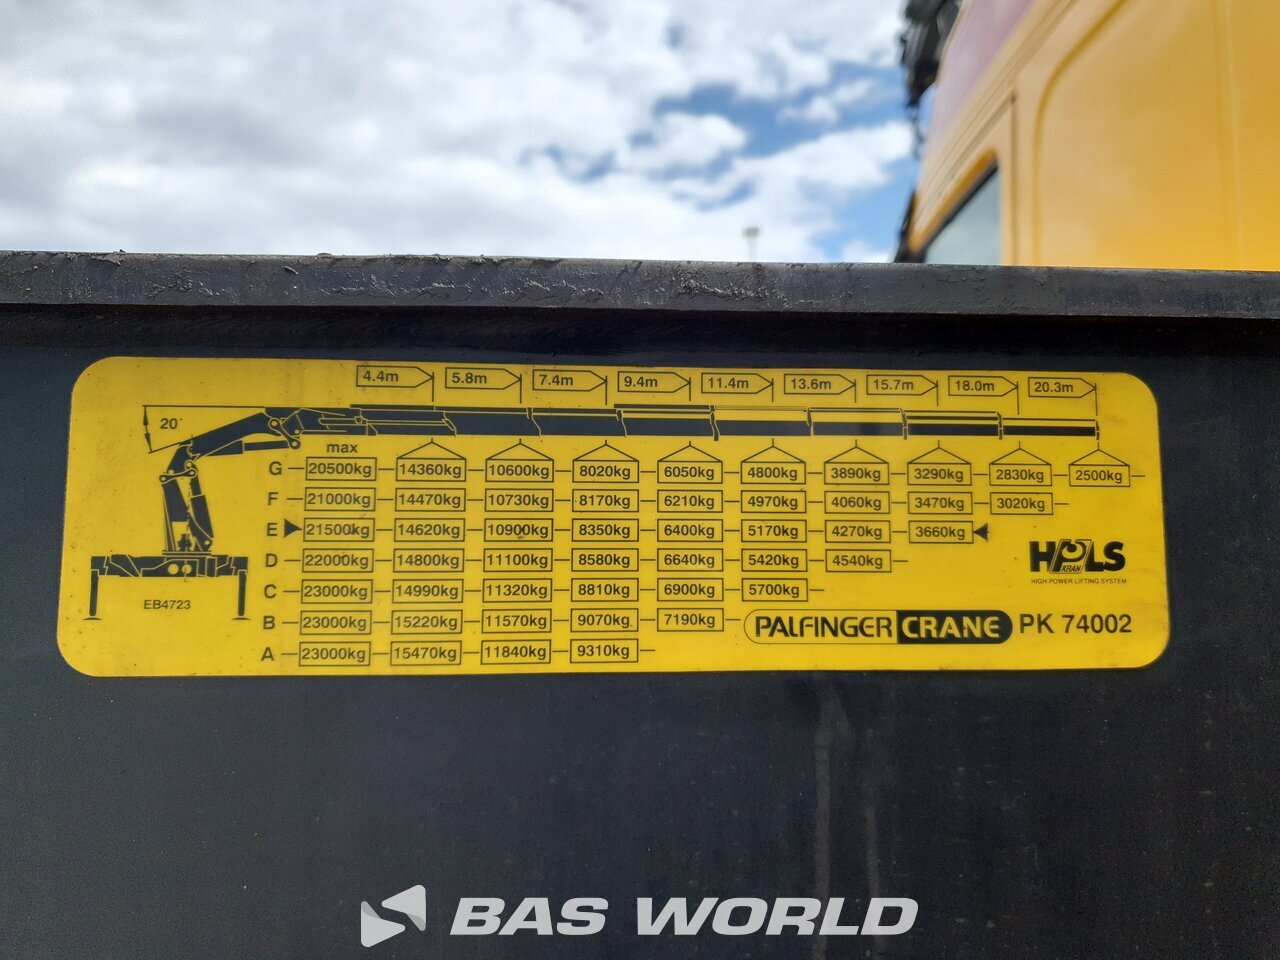 4.4m 5.8m 7.4m 9.4m 11.4m 13.6m 15.7m 18.0m 20.3m
20°
max
G 20500kg 14360kg 10600kg 8020kg 6050kg 4800kg 3890kg 3290kg 2830kg 2500kg
F 21000kg 14470kg 10730kg 8170kg 6210kg 4970kg 4060kg 3470kg 3020kg
E 21500kg 14620kg 10900kg 8350kg 6400kg 5170kg 4270kg 3660kg
D 22000kg 14800kg 11100kg 8580kg 6640kg 5420kg 4540kg
C 23000kg 14990kg 11320kg 8810kg 6900kg 5700kg
B 23000kg 15220kg 11570kg 9070kg 7190kg
A 23000kg 15470kg 11840kg 9310kg
EB4723
HPLS
KRAN
HIGH POWER LIFTING SYSTEM
PALFINGER CRANE PK 74002
BAS WORLD